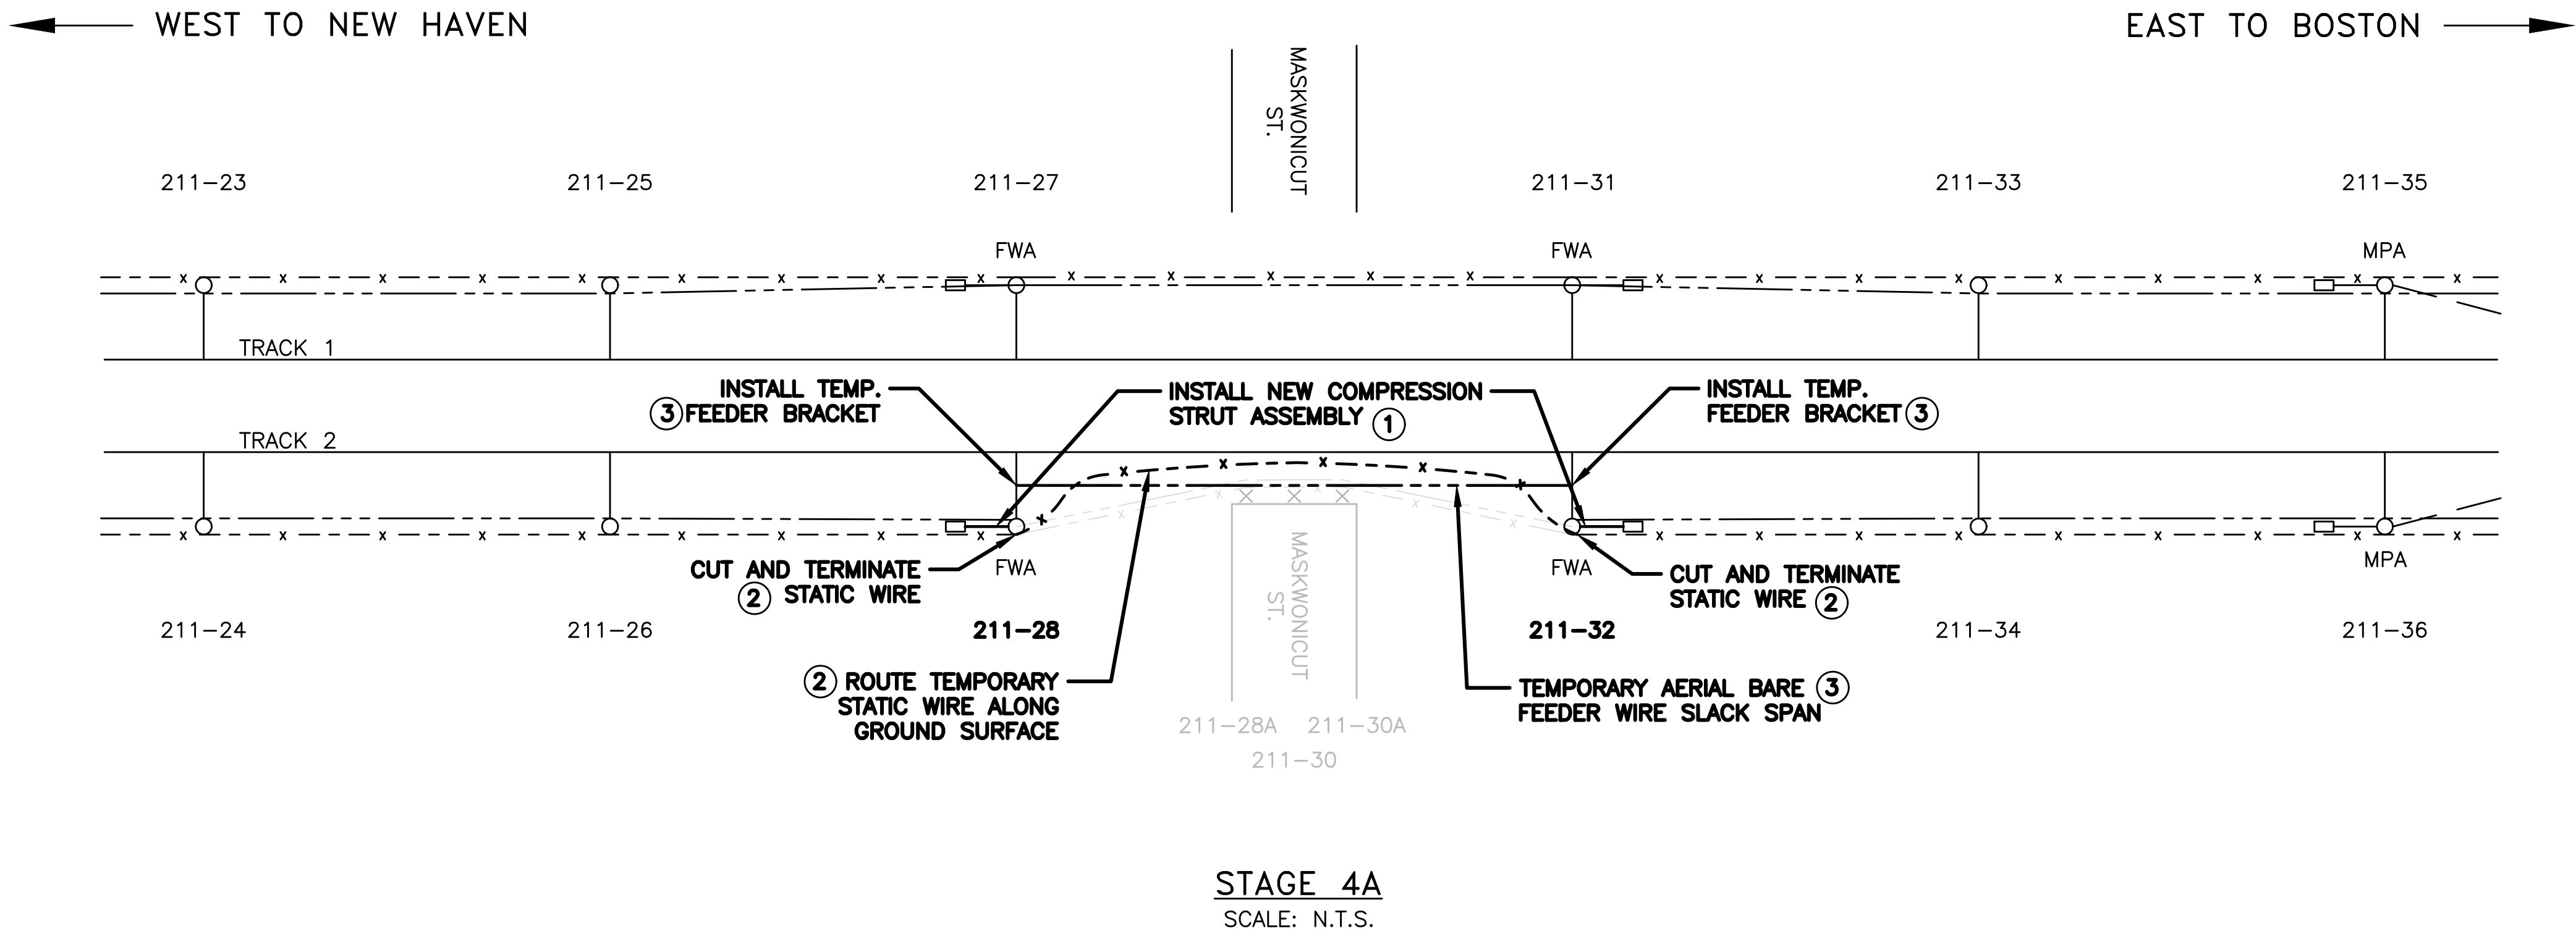 WEST TO NEW HAVEN
EAST TO BOSTON
MASKWONICUT
ST.
211-23
211-25
211-27
211-31
211-33
211-35
FWA
FWA
MPA
x x x x x x x x x x x x x x x x x x x x x x x
TRACK 1
INSTALL TEMP.
③ FEEDER BRACKET
INSTALL NEW COMPRESSION
STRUT ASSEMBLY ①
INSTALL TEMP.
FEEDER BRACKET ③
TRACK 2
CUT AND TERMINATE
② STATIC WIRE
FWA
MASKWONICUT
ST.
FWA
CUT AND TERMINATE
STATIC WIRE ②
MPA
211-24
211-26
211-28
211-32
211-34
211-36
② ROUTE TEMPORARY
STATIC WIRE ALONG
GROUND SURFACE
TEMPORARY AERIAL BARE ③
FEEDER WIRE SLACK SPAN
211-28A 211-30A
211-30
STAGE 4A
SCALE: N.T.S.